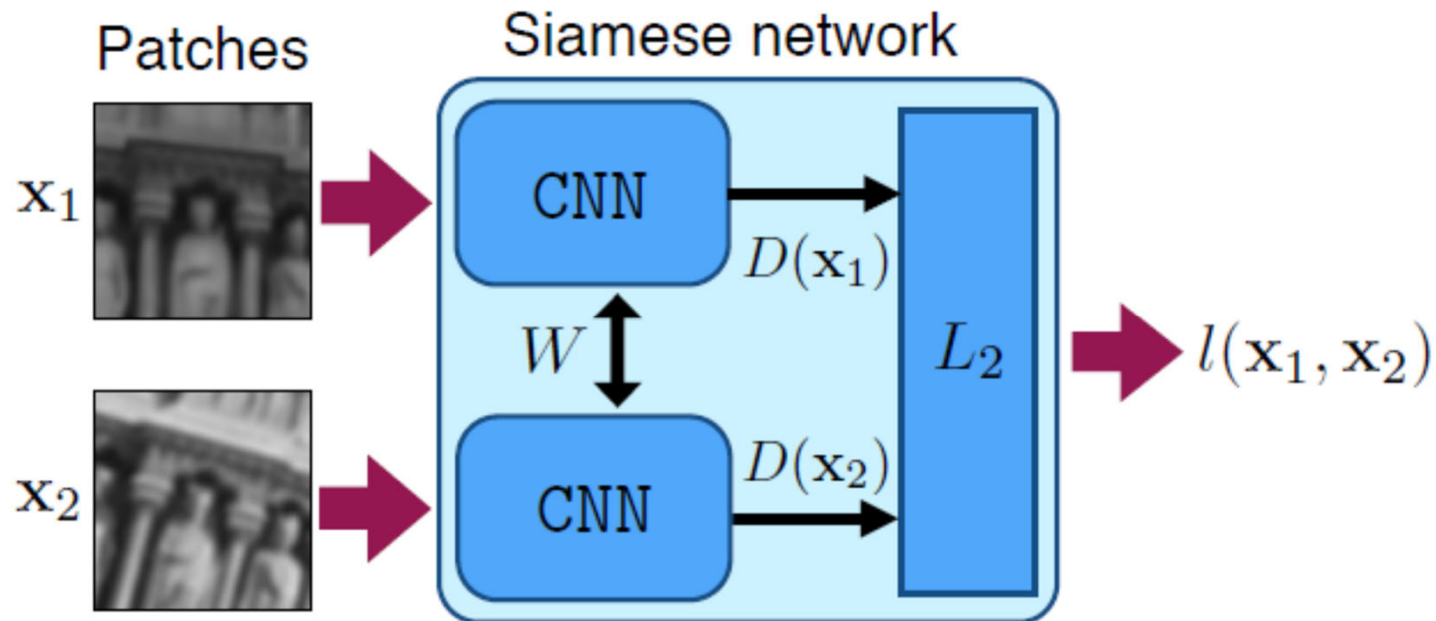 Patches
Siamese network
x₁
CNN
D(x₁)
W
L₂
l(x₁, x₂)
x₂
CNN
D(x₂)